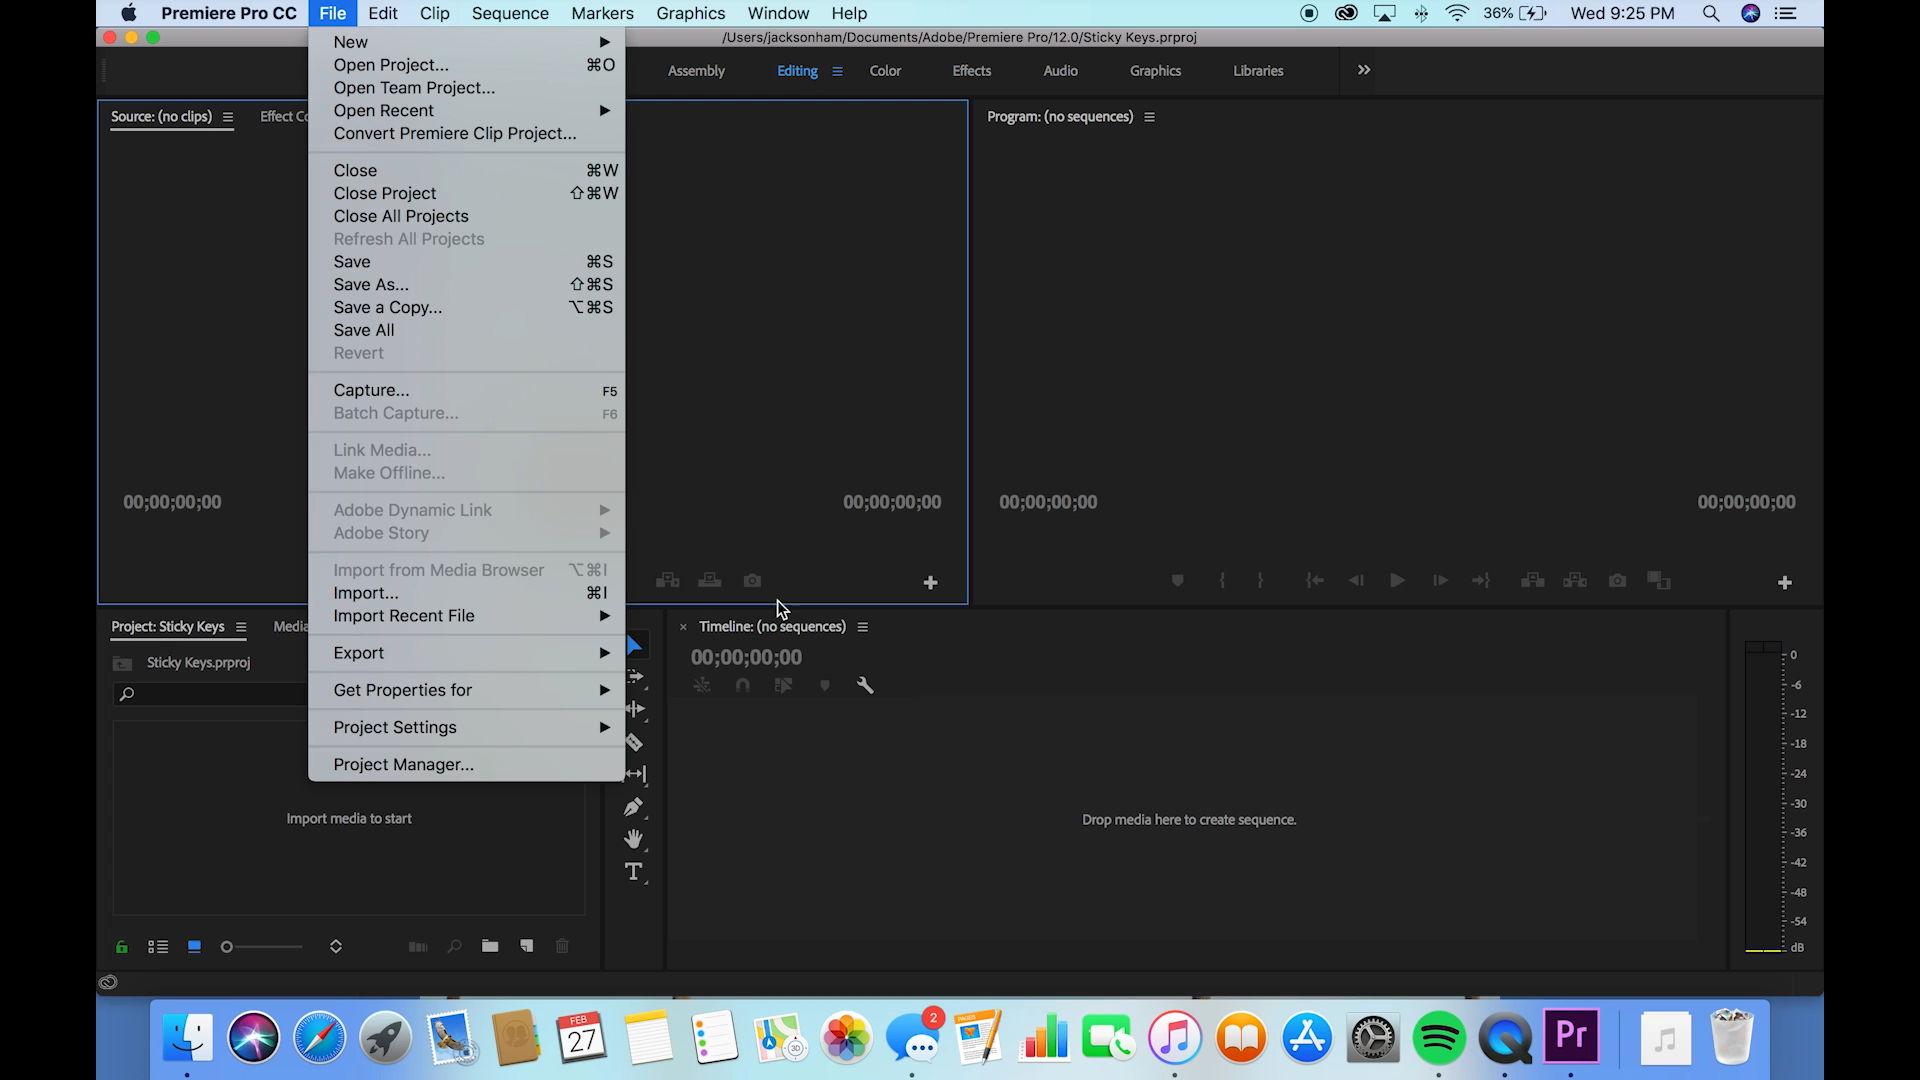 Premiere Pro CC File Edit Clip Sequence Markers Graphics Window Help 36% Wed 9:25 PM
/Users/jacksonham/Documents/Adobe/Premiere Pro/12.0/Sticky Keys.prproj
Assembly Editing Color Effects Audio Graphics Libraries
Source: (no clips) Effect Co
Program: (no sequences)
New
Open Project... ⌘O
Open Team Project...
Open Recent
Convert Premiere Clip Project...
Close ⌘W
Close Project ⇧⌘W
Close All Projects
Refresh All Projects
Save ⌘S
Save As... ⇧⌘S
Save a Copy... ⌥⌘S
Save All
Revert
Capture... F5
Batch Capture... F6
Link Media...
Make Offline...
Adobe Dynamic Link
Adobe Story
Import from Media Browser ⌥⌘I
Import... ⌘I
Import Recent File
Export
Get Properties for
Project Settings
Project Manager...
00;00;00;00 00;00;00;00 00;00;00;00 00;00;00;00
Project: Sticky Keys Media
Sticky Keys.prproj
Import media to start
Timeline: (no sequences)
00;00;00;00
Drop media here to create sequence.
0
-6
-12
-18
-24
-30
-36
-42
-48
-54
dB
T
FEB
27
3D
2
PAGES
Pr